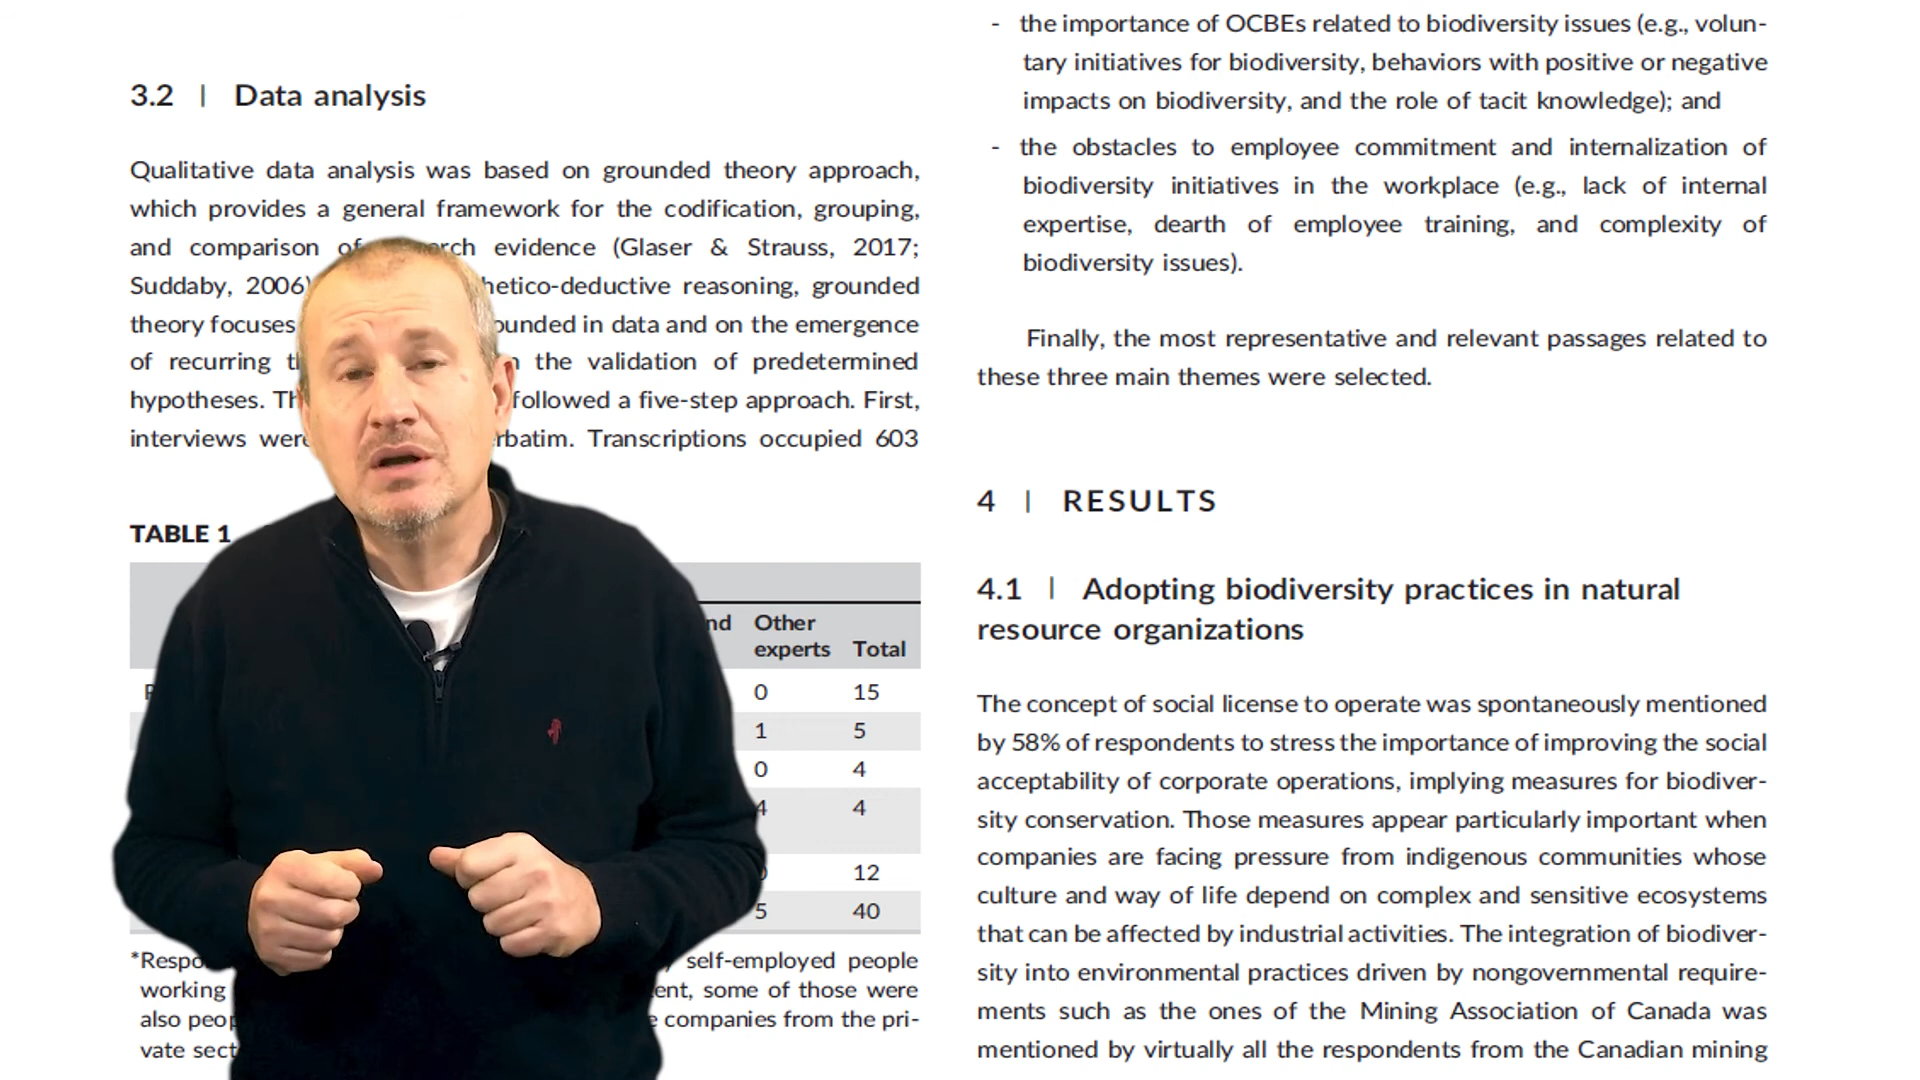 3.2 | Data analysis
Qualitative data analysis was based on grounded theory approach,
which provides a general framework for the codification, grouping,
and comparison of evidence (Glaser & Strauss, 2017;
Suddaby, 2006) reasoning, grounded
theory focuses in data and on the emergence
of recurring the validation of predetermined
hypotheses. followed a five-step approach. First,
interviews were Transcriptions occupied 603
TABLE 1
Other
experts Total
0 15
1 5
0 4
4 4
12
5 40
self-employed people
working some of those were
also companies from the pri-
vate
- the importance of OCBEs related to biodiversity issues (e.g., volun-
tary initiatives for biodiversity, behaviors with positive or negative
impacts on biodiversity, and the role of tacit knowledge); and
- the obstacles to employee commitment and internalization of
biodiversity initiatives in the workplace (e.g., lack of internal
expertise, dearth of employee training, and complexity of
biodiversity issues).
Finally, the most representative and relevant passages related to
these three main themes were selected.
4 | RESULTS
4.1 | Adopting biodiversity practices in natural
resource organizations
The concept of social license to operate was spontaneously mentioned
by 58% of respondents to stress the importance of improving the social
acceptability of corporate operations, implying measures for biodiver-
sity conservation. Those measures appear particularly important when
companies are facing pressure from indigenous communities whose
culture and way of life depend on complex and sensitive ecosystems
that can be affected by industrial activities. The integration of biodiver-
sity into environmental practices driven by nongovernmental require-
ments such as the ones of the Mining Association of Canada was
mentioned by virtually all the respondents from the Canadian mining